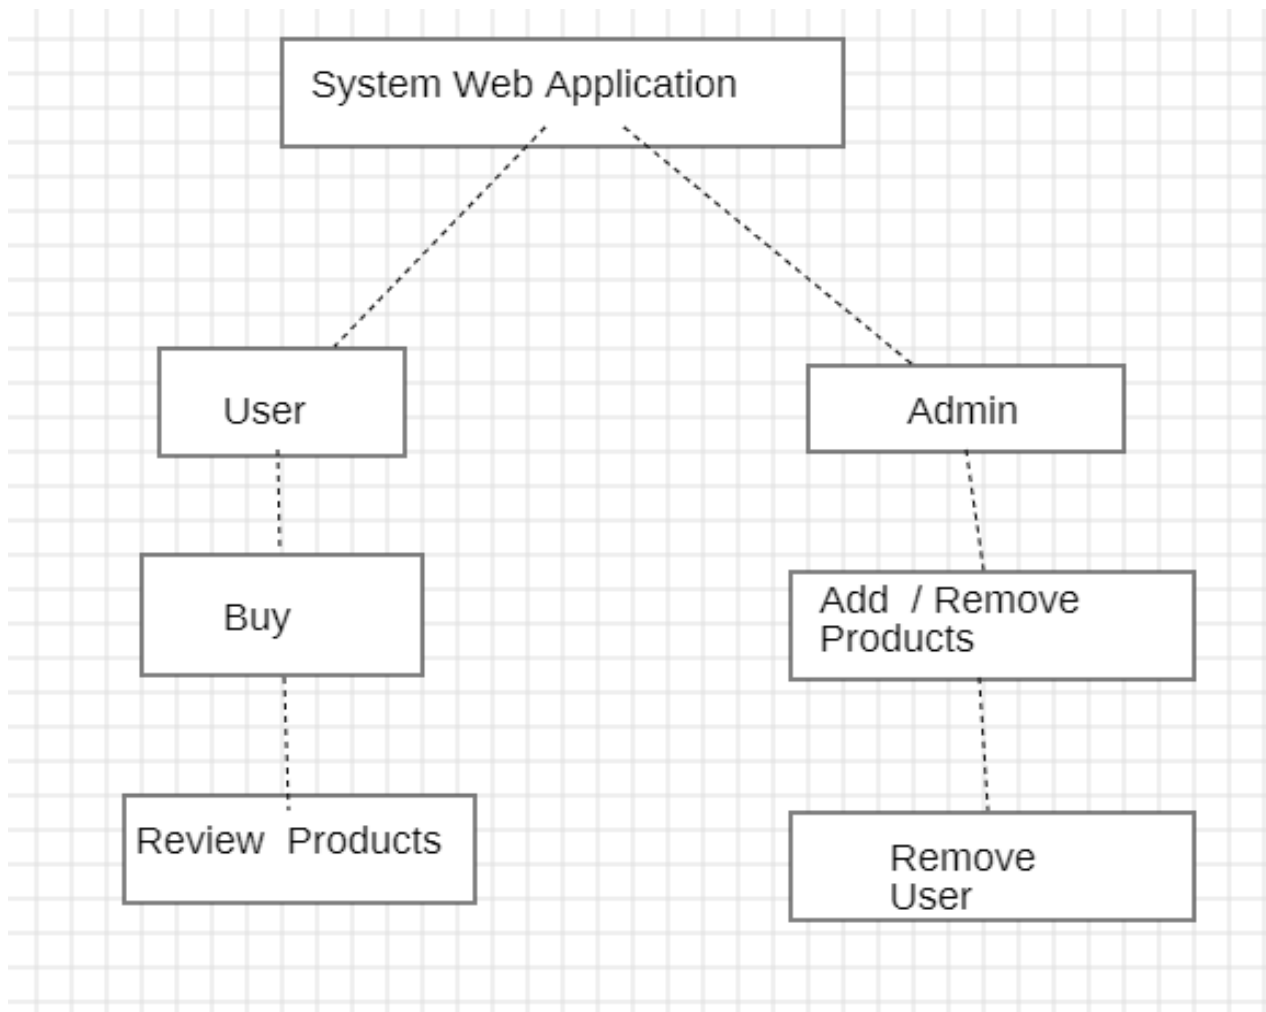 System Web Application
User
Admin
Buy
Add / Remove
Products
Review Products
Remove
User